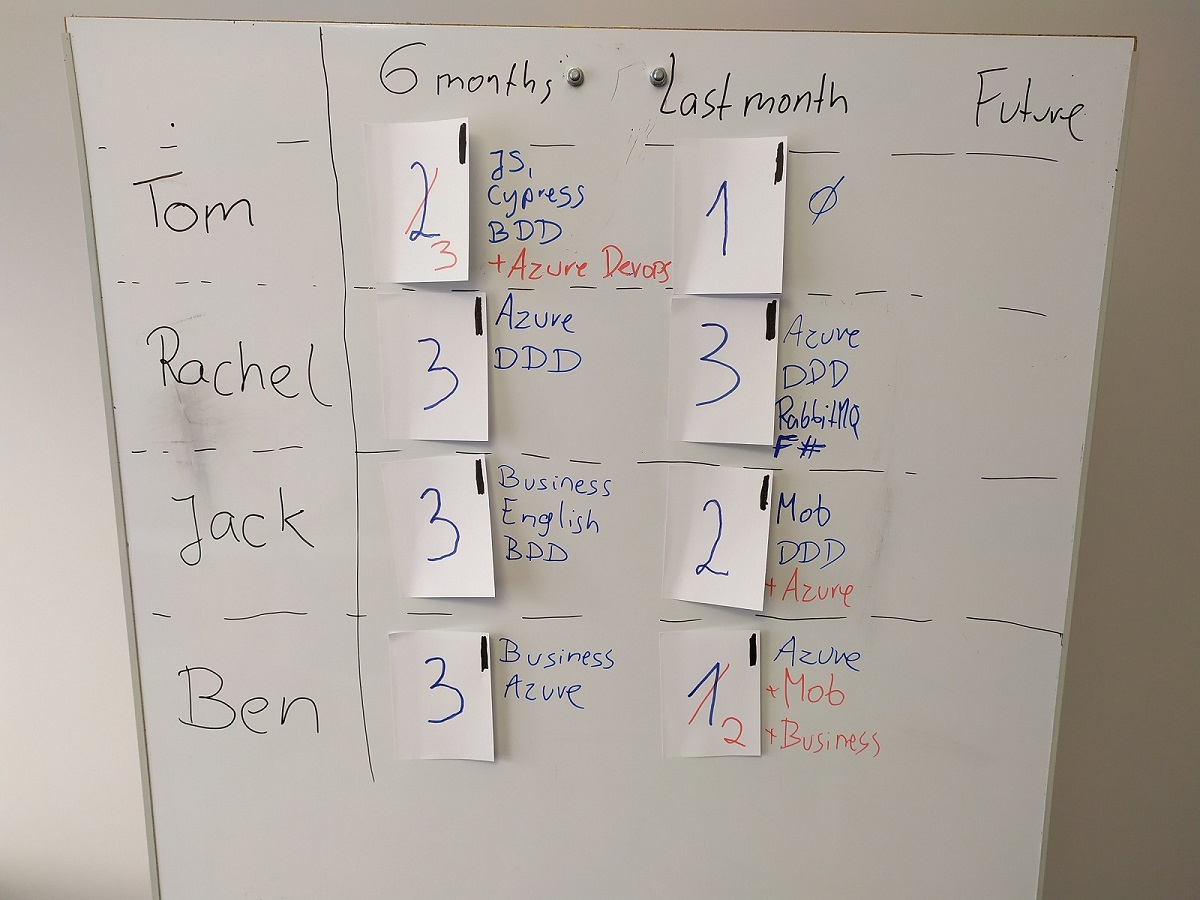 6 months Last month Future
Tom
2
3
JS,
Cypress
BDD
+Azure Devops
1
Ø
Rachel
3
Azure
DDD
3
Azure
DDD
RabbitMQ
F#
Jack
3
Business
English
BDD
2
Mob
DDD
+Azure
Ben
3
Business
Azure
1
2
Azure
+Mob
+Business